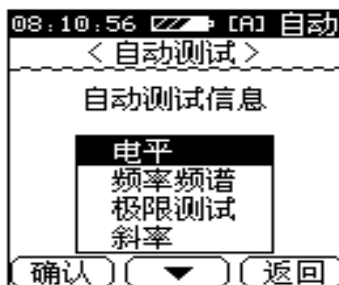 08:10:56 [A] 自动
<自动测试>
自动测试信息
电平
频率频谱
极限测试
斜率
确认 返回